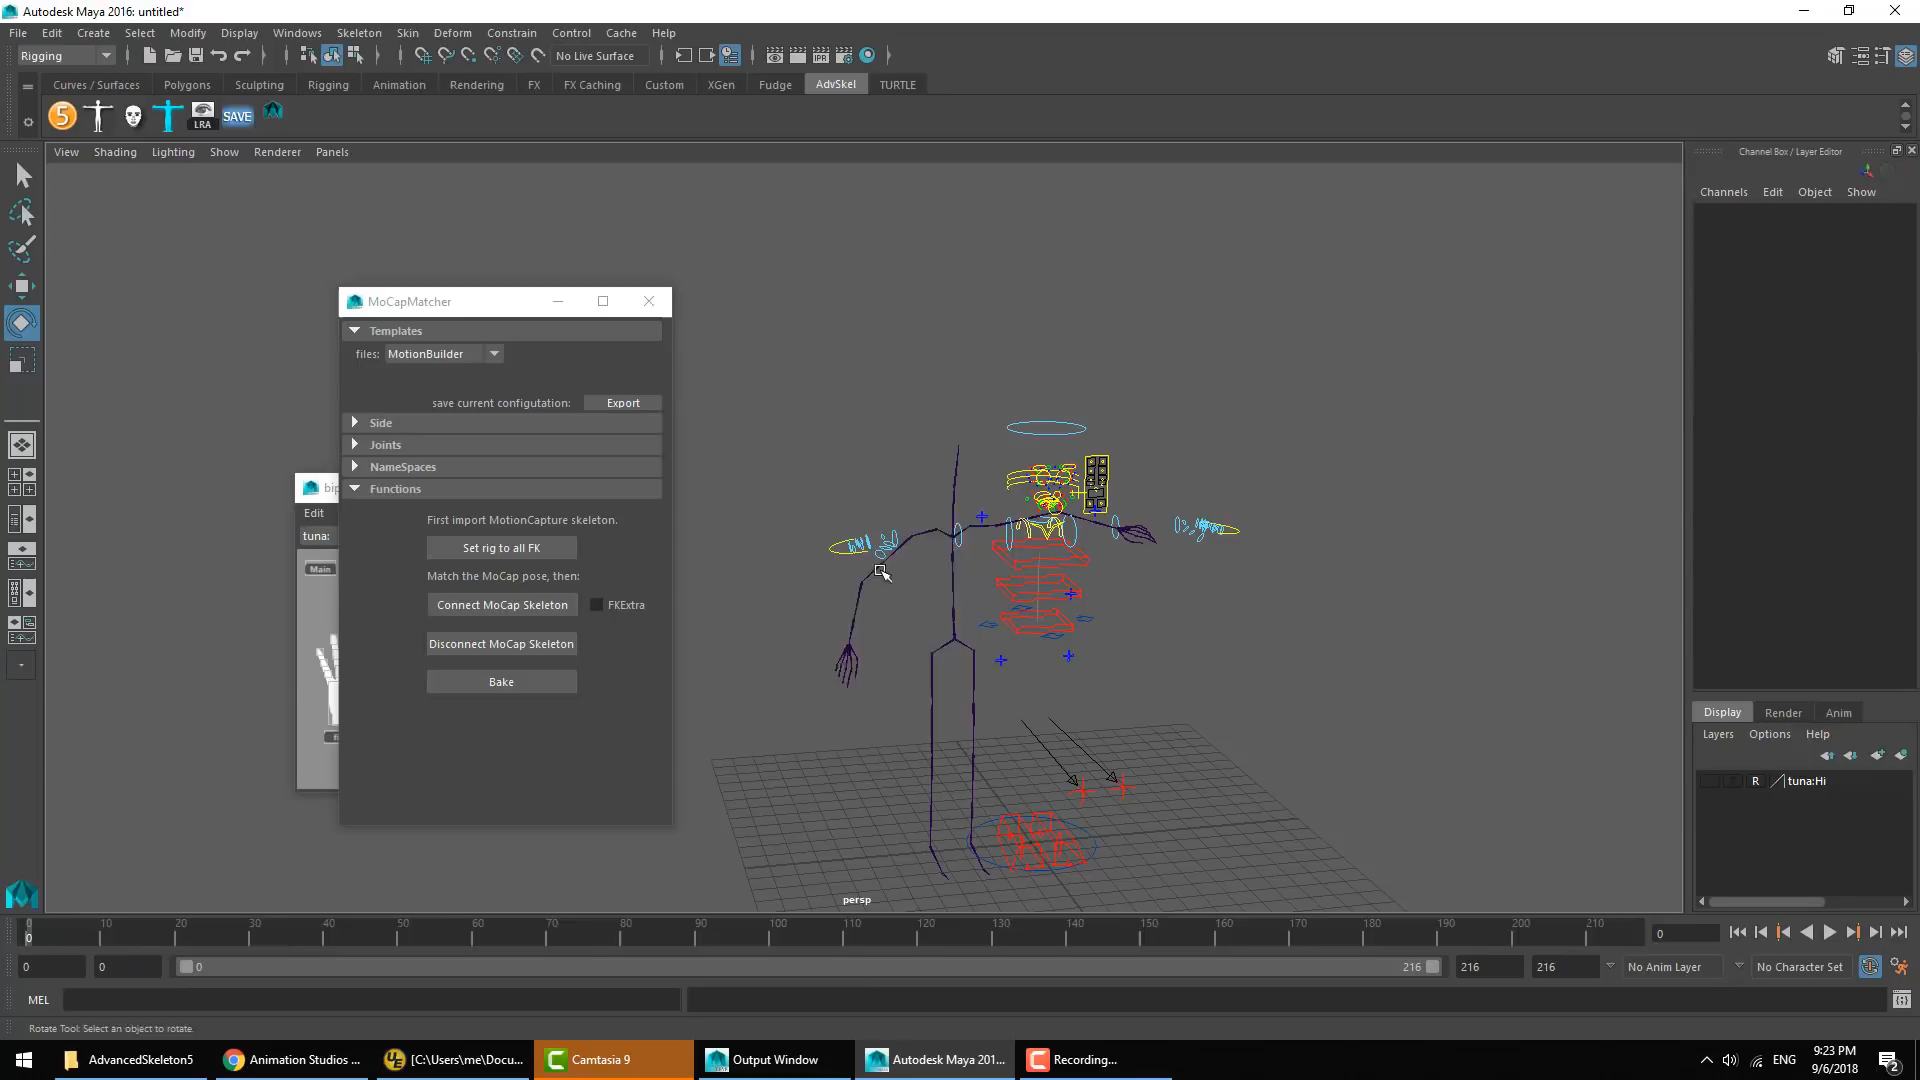 Autodesk Maya 2016: untitled*
File Edit Create Select Modify Display Windows Skeleton Skin Deform Constrain Control Cache Help
Rigging No Live Surface
Curves / Surfaces Polygons Sculpting Rigging Animation Rendering FX FX Caching Custom XGen Fudge AdvSkel TURTLE
5 LRA SAVE IPR
View Shading Lighting Show Renderer Panels
Channel Box / Layer Editor
Channels Edit Object Show
MoCapMatcher
Templates
files: MotionBuilder
save current configutation: Export
Side
Joints
NameSpaces
Functions
First import MotionCapture skeleton.
Set rig to all FK
Match the MoCap pose, then:
Connect MoCap Skeleton FKExtra
Disconnect MoCap Skeleton
Bake
bip
Edit
tuna:
Main
fi
persp
Display Render Anim
Layers Options Help
R tuna:Hi
0 10 20 30 40 50 60 70 80 90 100 110 120 130 140 150 160 170 180 190 200 210
0 0
0 0 0 216 216 216 No Anim Layer No Character Set
MEL
Rotate Tool: Select an object to rotate.
AdvancedSkeleton5 Animation Studios ... [C:\Users\me\Docu... Camtasia 9 Output Window Autodesk Maya 201... Recording... ENG 9:23 PM
9/6/2018
2